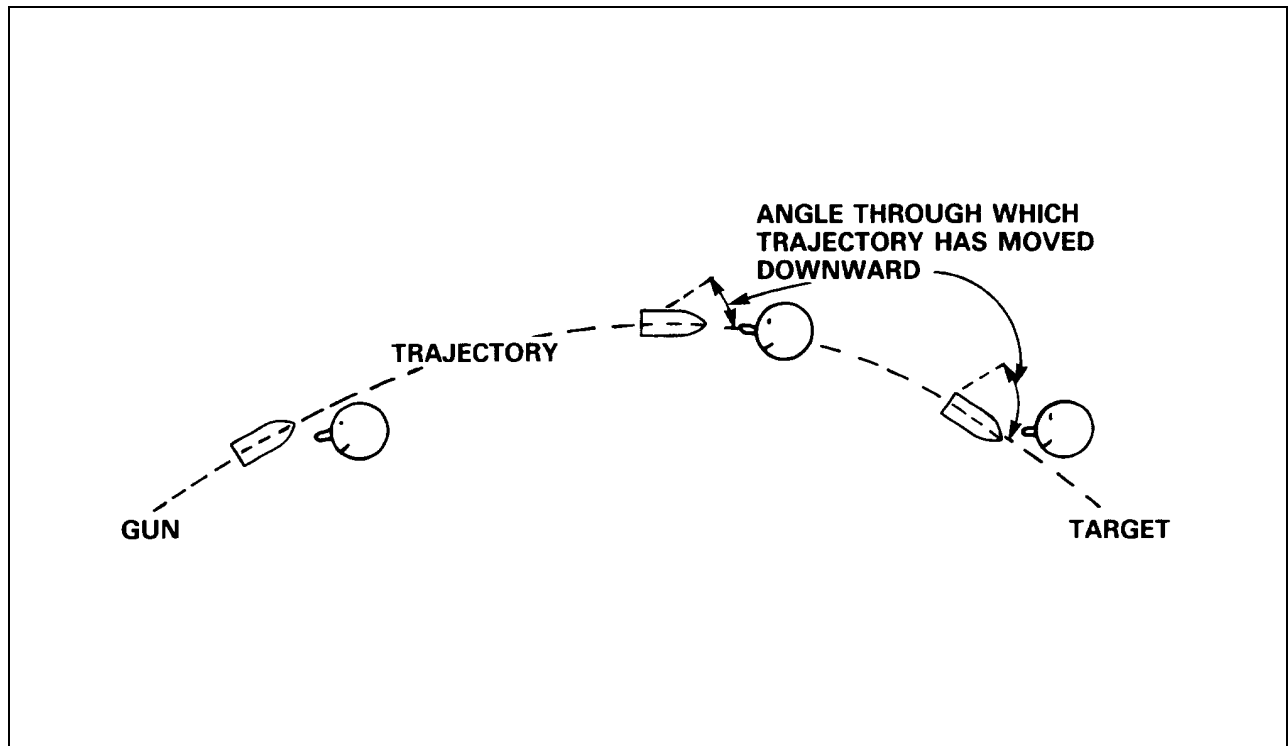 ANGLE THROUGH WHICH
TRAJECTORY HAS MOVED
DOWNWARD
TRAJECTORY
GUN
TARGET